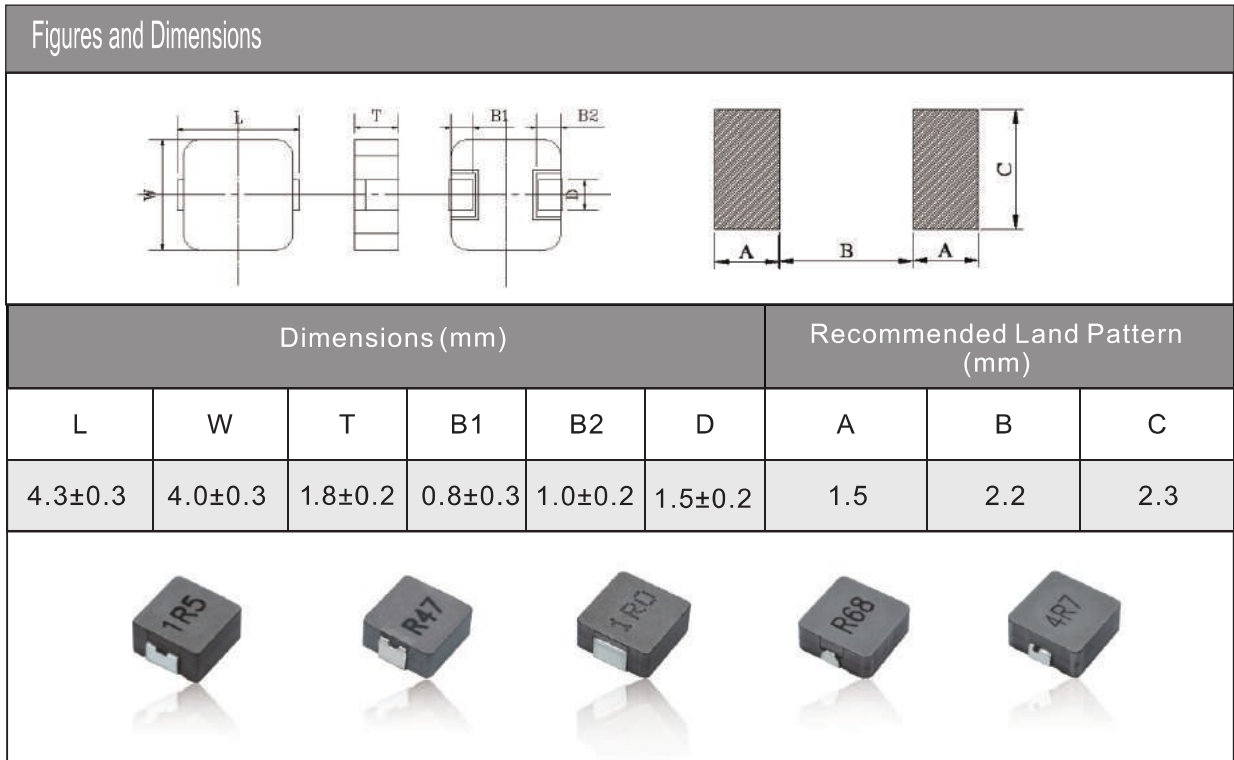 Figures and Dimensions
L
T
B1
B2
W
D
C
A
B
A
Dimensions (mm)
Recommended Land Pattern
(mm)
L W T B1 B2 D A B C
4.3±0.3 4.0±0.3 1.8±0.2 0.8±0.3 1.0±0.2 1.5±0.2 1.5 2.2 2.3
1R5
R47
1R0
R68
4R7